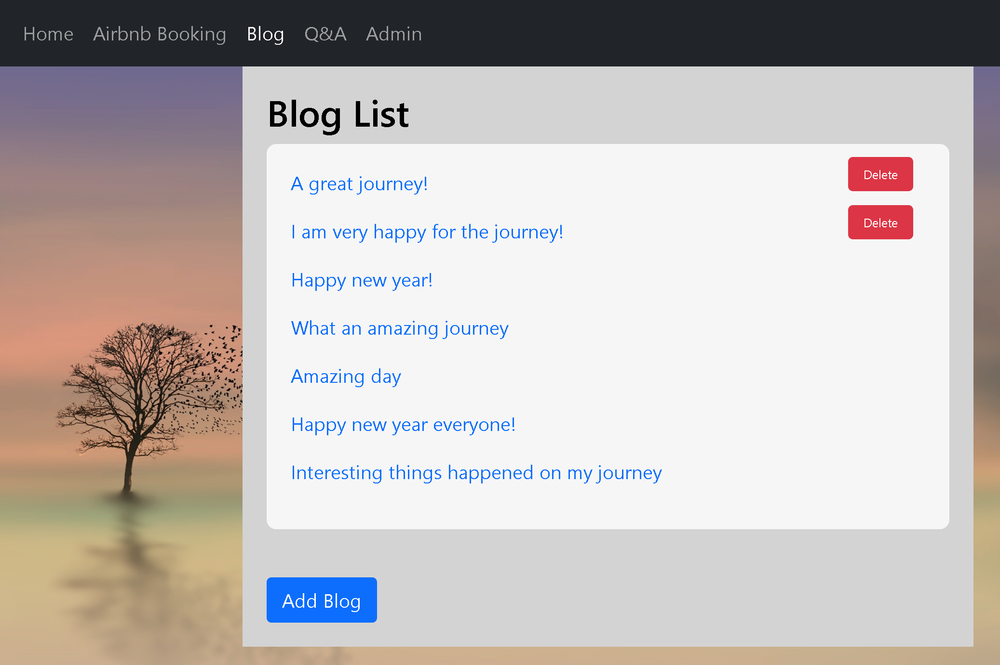 Home Airbnb Booking Blog Q&A Admin
Blog List
A great journey! Delete
I am very happy for the journey! Delete
Happy new year!
What an amazing journey
Amazing day
Happy new year everyone!
Interesting things happened on my journey
Add Blog